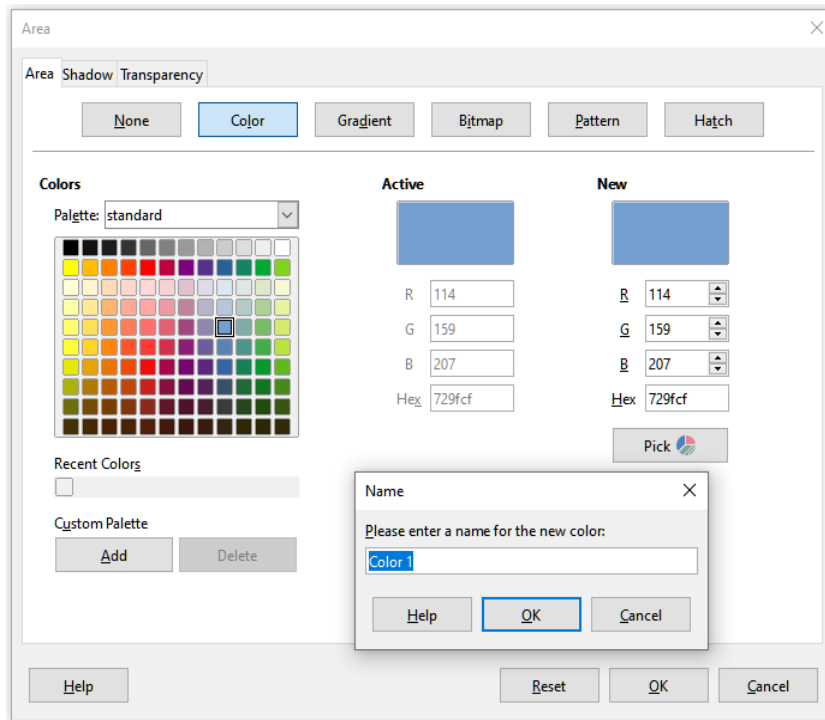 Area
Area Shadow Transparency
None Color Gradient Bitmap Pattern Hatch
Colors Active New
Palette: standard
R 114 R 114
G 159 G 159
B 207 B 207
Hex 729fcf Hex 729fcf
Pick
Recent Colors
Custom Palette
Add Delete
Name
Please enter a name for the new color:
Color 1
Help OK Cancel
Help Reset OK Cancel